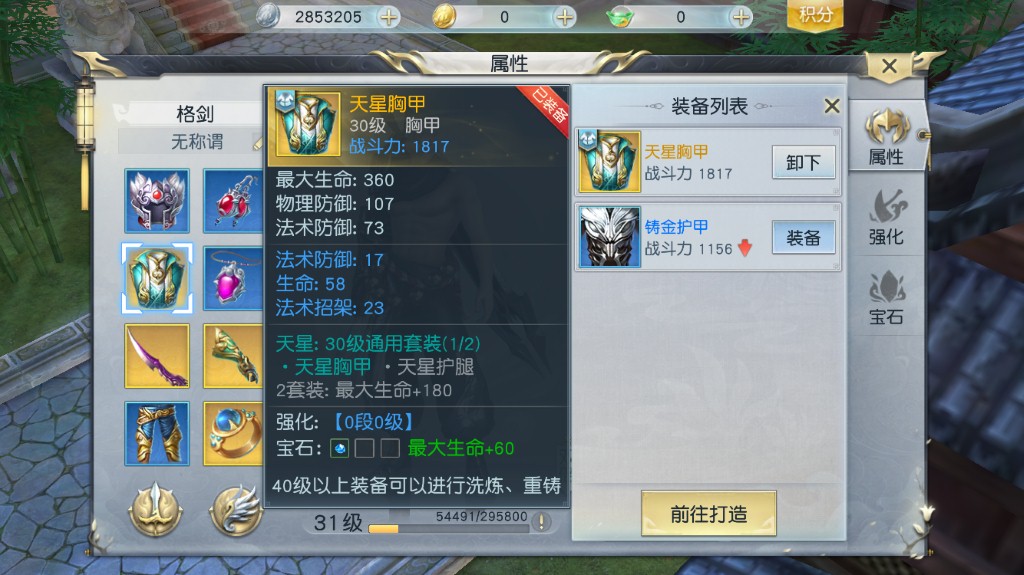 2853205
0
0
积分
属性
格剑
无称谓
天星胸甲
已装备
30级 胸甲
战斗力: 1817
最大生命: 360
物理防御: 107
法术防御: 73
法术防御: 17
生命: 58
法术招架: 23
天星: 30级通用套装(1/2)
·天星胸甲 ·天星护腿
2套装: 最大生命+180
强化: 【0段0级】
宝石: 最大生命+60
40级以上装备可以进行洗炼、重铸
31级
54491/295800
装备列表
天星胸甲
战斗力 1817
卸下
铸金护甲
战斗力 1156
装备
前往打造
属性
强化
宝石